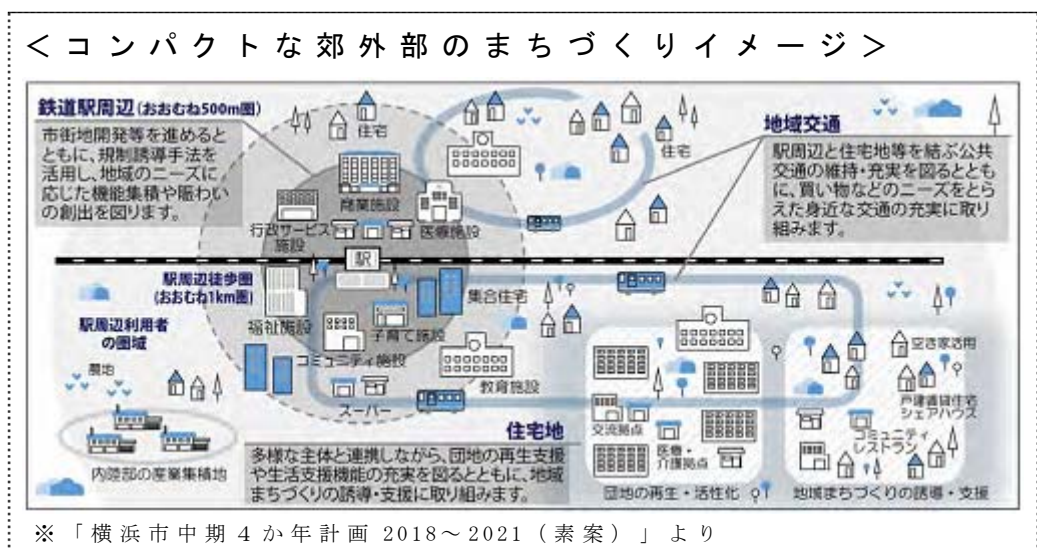 ＜コンパクトな郊外部のまちづくりイメージ＞
鉄道駅周辺(おおむね500m圏)
市街地開発等を進めると
ともに、規制誘導手法を
活用し、地域のニーズに
応じた機能集積や賑わい
の創出を図ります。
住宅
住宅
地域交通
駅周辺と住宅地等を結ぶ公共
交通の維持・充実を図るととも
に、買い物などのニーズをとら
えた身近な交通の充実に取り
組みます。
商業施設
行政サービス
施設
医療施設
駅
駅周辺徒歩圏
(おおむね1km圏)
集合住宅
福祉施設
子育て施設
コミュニティ施設
駅周辺利用者
の圏域
農地
教育施設
スーパー
内陸部の産業集積地
住宅地
多様な主体と連携しながら、団地の再生支援
や生活支援機能の充実を図るとともに、地域
まちづくりの誘導・支援に取り組みます。
交流拠点
医療・
介護拠点
団地の再生・活性化
空き家活用
戸建賃貸住宅
シェアハウス
コミュニティ
レストラン
地域まちづくりの誘導・支援
※「横浜市中期４か年計画 2018～2021（素案）」より